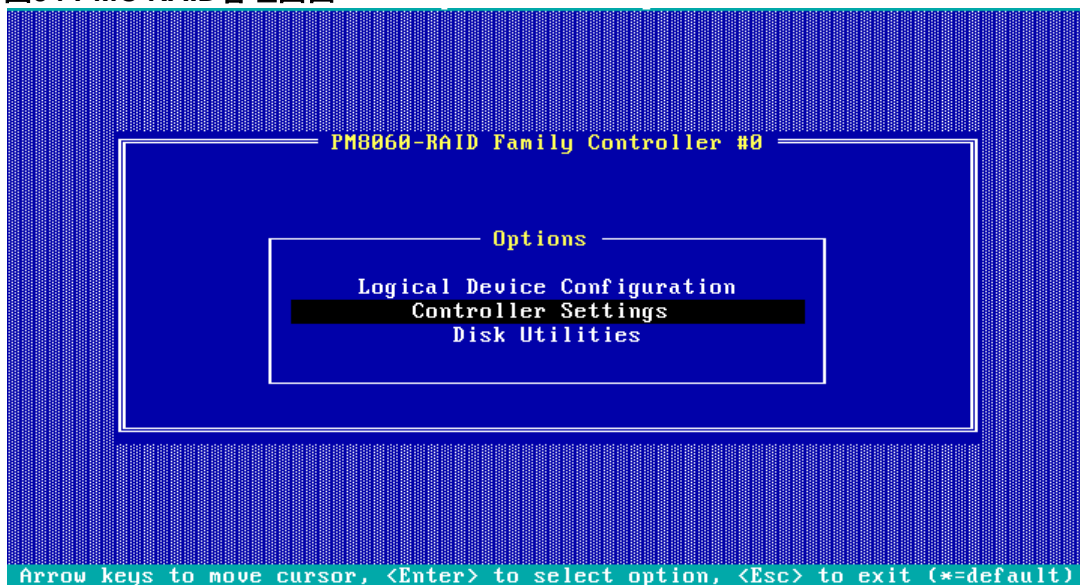 PM8060-RAID Family Controller #0
Options
Logical Device Configuration
Controller Settings
Disk Utilities
Arrow keys to move cursor, <Enter> to select option, <Esc> to exit (*=default)